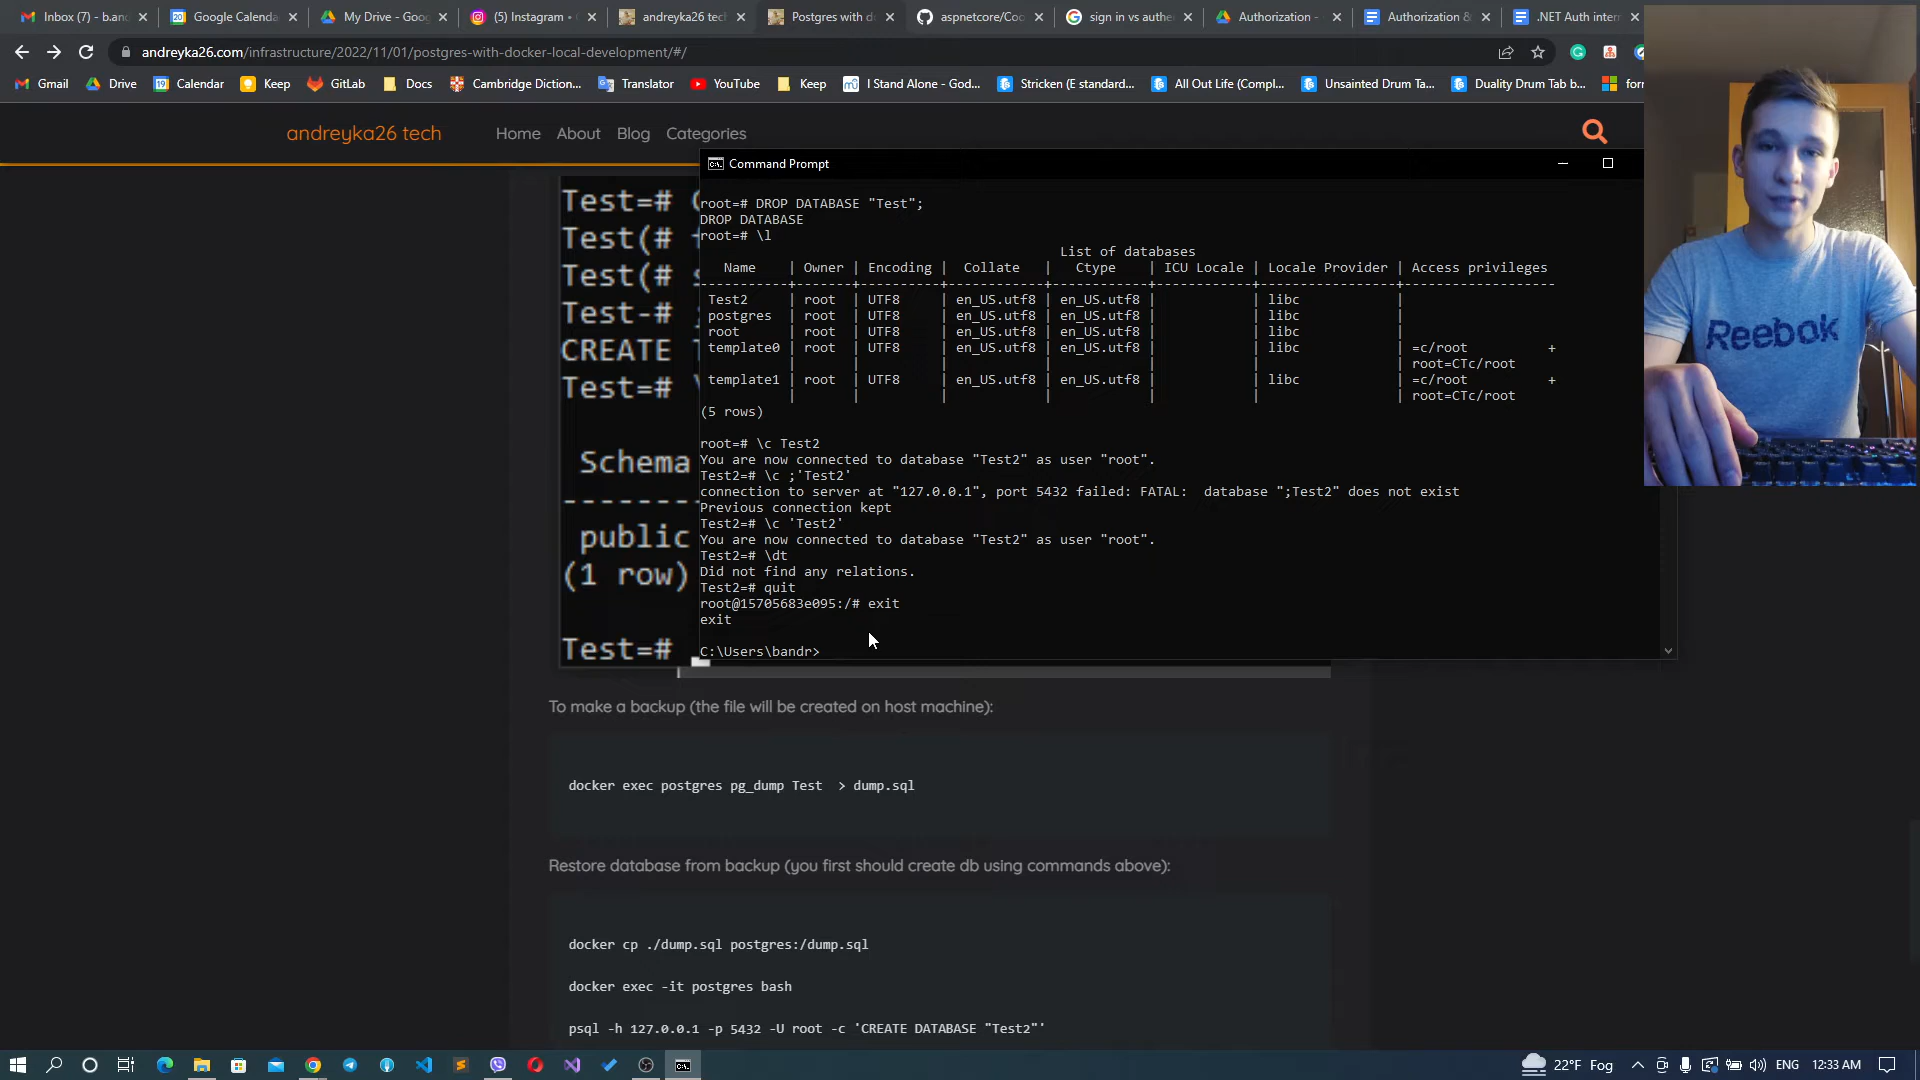 Inbox (7) - b.and
Google Calenda
My Drive - Goog
(5) Instagram •
andreyka26 tec
Postgres with d
aspnetcore/Coo
sign in vs authe
Authorization -
Authorization &
.NET Auth inter
andreyka26.com/infrastructure/2022/11/01/postgres-with-docker-local-development/#/
Gmail
Drive
Calendar
Keep
GitLab
Docs
Cambridge Diction...
Translator
YouTube
Keep
I Stand Alone - God...
Stricken (E standard...
All Out Life (Compl...
Unsainted Drum Ta...
Duality Drum Tab b...
for
andreyka26 tech
Home
About
Blog
Categories
Command Prompt
Test=#
Test(#
Test(#
Test-#
CREATE
Test=#
Schema
--------
public
(1 row)
Test=#
root=# DROP DATABASE "Test";
DROP DATABASE
root=# \l
List of databases
Name | Owner | Encoding | Collate | Ctype | ICU Locale | Locale Provider | Access privileges
-----------+-------+----------+------------+------------+------------+-----------------+-------------------
Test2 | root | UTF8 | en_US.utf8 | en_US.utf8 | | libc |
postgres | root | UTF8 | en_US.utf8 | en_US.utf8 | | libc |
root | root | UTF8 | en_US.utf8 | en_US.utf8 | | libc |
template0 | root | UTF8 | en_US.utf8 | en_US.utf8 | | libc | =c/root +
| | | | | | | root=CTc/root
template1 | root | UTF8 | en_US.utf8 | en_US.utf8 | | libc | =c/root +
| | | | | | | root=CTc/root
(5 rows)
root=# \c Test2
You are now connected to database "Test2" as user "root".
Test2=# \c ;'Test2'
connection to server at "127.0.0.1", port 5432 failed: FATAL:  database ";Test2" does not exist
Previous connection kept
Test2=# \c 'Test2'
You are now connected to database "Test2" as user "root".
Test2=# \dt
Did not find any relations.
Test2=# quit
root@15705683e095:/# exit
exit
C:\Users\bandr>
Reebok
To make a backup (the file will be created on host machine):
docker exec postgres pg_dump Test  > dump.sql
Restore database from backup (you first should create db using commands above):
docker cp ./dump.sql postgres:/dump.sql
docker exec -it postgres bash
psql -h 127.0.0.1 -p 5432 -U root -c 'CREATE DATABASE "Test2"'
22°F Fog
ENG
12:33 AM